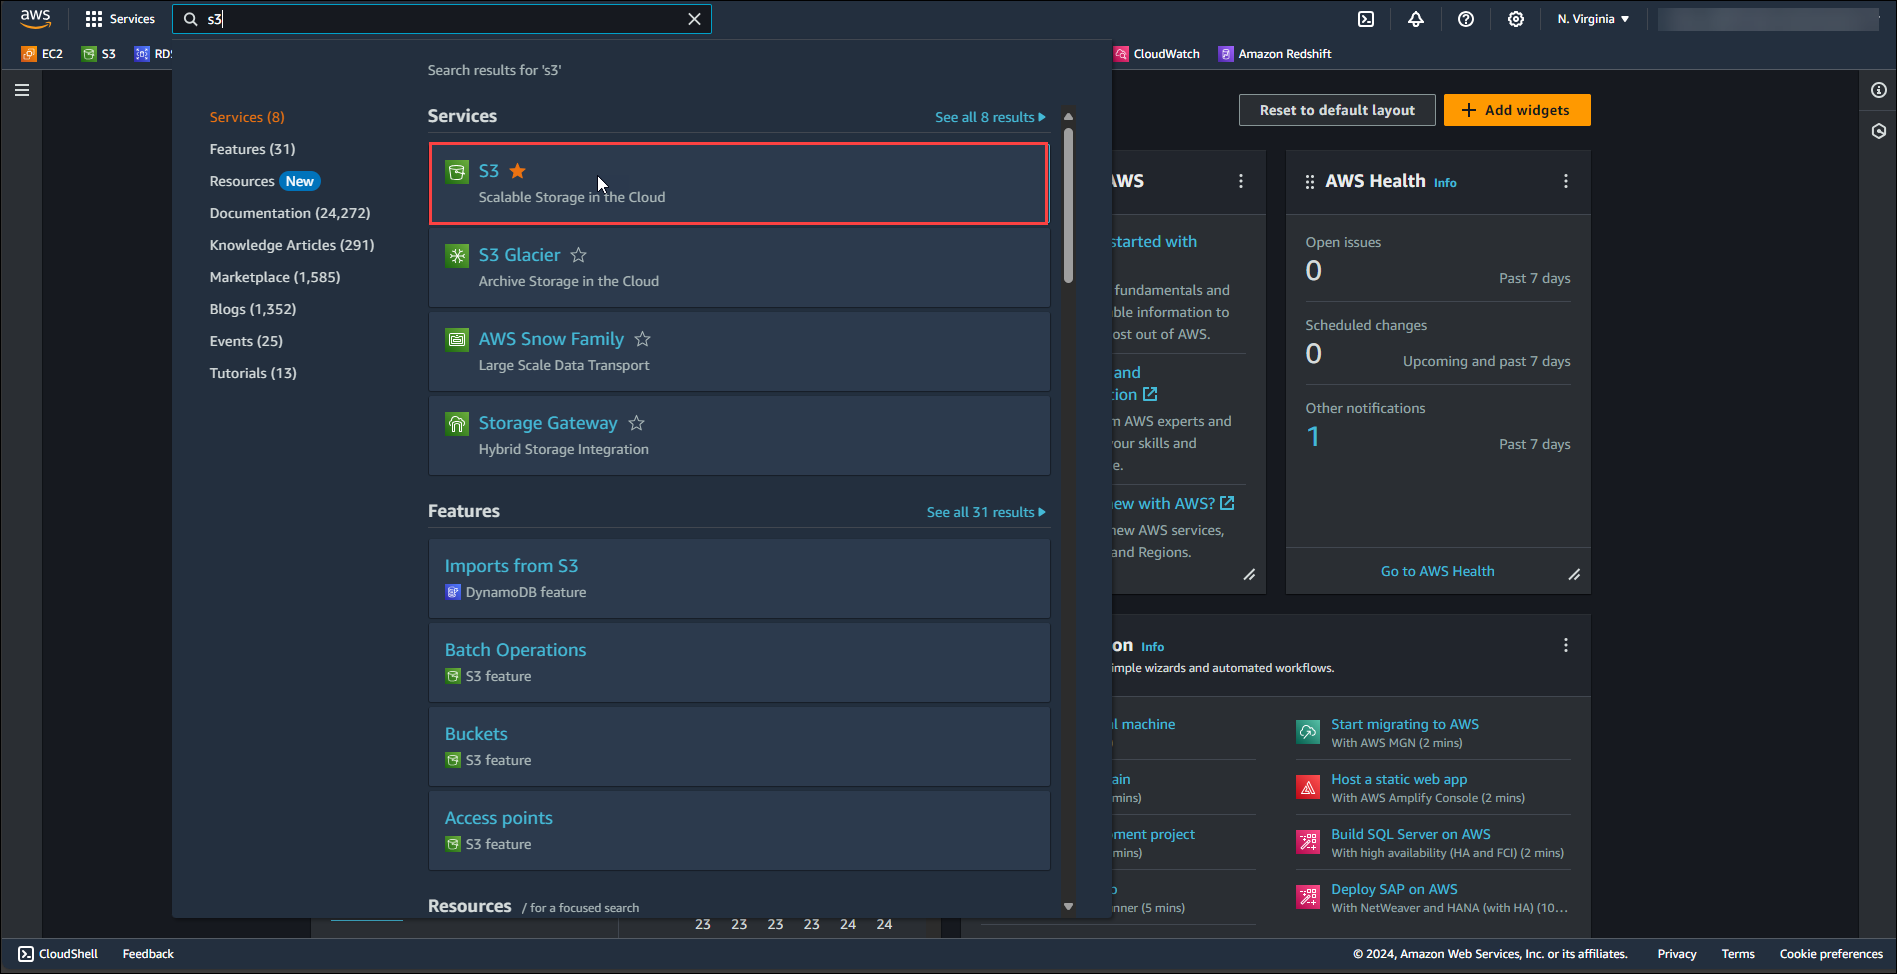 aws
Services
s3
N. Virginia
EC2
S3
RDS
CloudWatch
Amazon Redshift
Search results for 's3'
Services (8)
Features (31)
Resources New
Documentation (24,272)
Knowledge Articles (291)
Marketplace (1,585)
Blogs (1,352)
Events (25)
Tutorials (13)
Services
See all 8 results
S3
Scalable Storage in the Cloud
S3 Glacier
Archive Storage in the Cloud
AWS Snow Family
Large Scale Data Transport
Storage Gateway
Hybrid Storage Integration
Features
See all 31 results
Imports from S3
DynamoDB feature
Batch Operations
S3 feature
Buckets
S3 feature
Access points
S3 feature
Resources / for a focused search
23 23 23 23 24 24
Reset to default layout
Add widgets
AWS
started with
fundamentals and
information to
out of AWS.
and
AWS experts and
your skills and
new with AWS?
new AWS services,
and Regions.
AWS Health Info
Open issues
0
Past 7 days
Scheduled changes
0
Upcoming and past 7 days
Other notifications
1
Past 7 days
Go to AWS Health
on Info
simple wizards and automated workflows.
machine
mins)
project
mins)
(5 mins)
Start migrating to AWS
With AWS MGN (2 mins)
Host a static web app
With AWS Amplify Console (2 mins)
Build SQL Server on AWS
With high availability (HA and FCI) (2 mins)
Deploy SAP on AWS
With NetWeaver and HANA (with HA) (10...
CloudShell
Feedback
© 2024, Amazon Web Services, Inc. or its affiliates.
Privacy
Terms
Cookie preferences